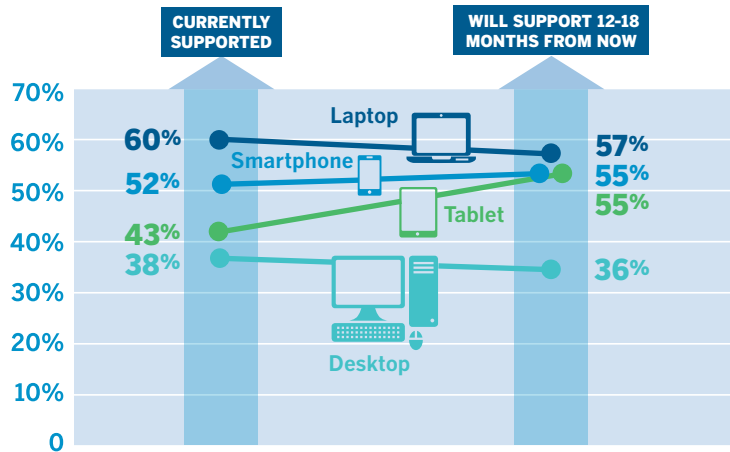 CURRENTLY
SUPPORTED
WILL SUPPORT 12-18
MONTHS FROM NOW
70%
60%
50%
40%
30%
20%
10%
0
Laptop
60%
57%
Smartphone
52%
55%
Tablet
43%
55%
38%
36%
Desktop